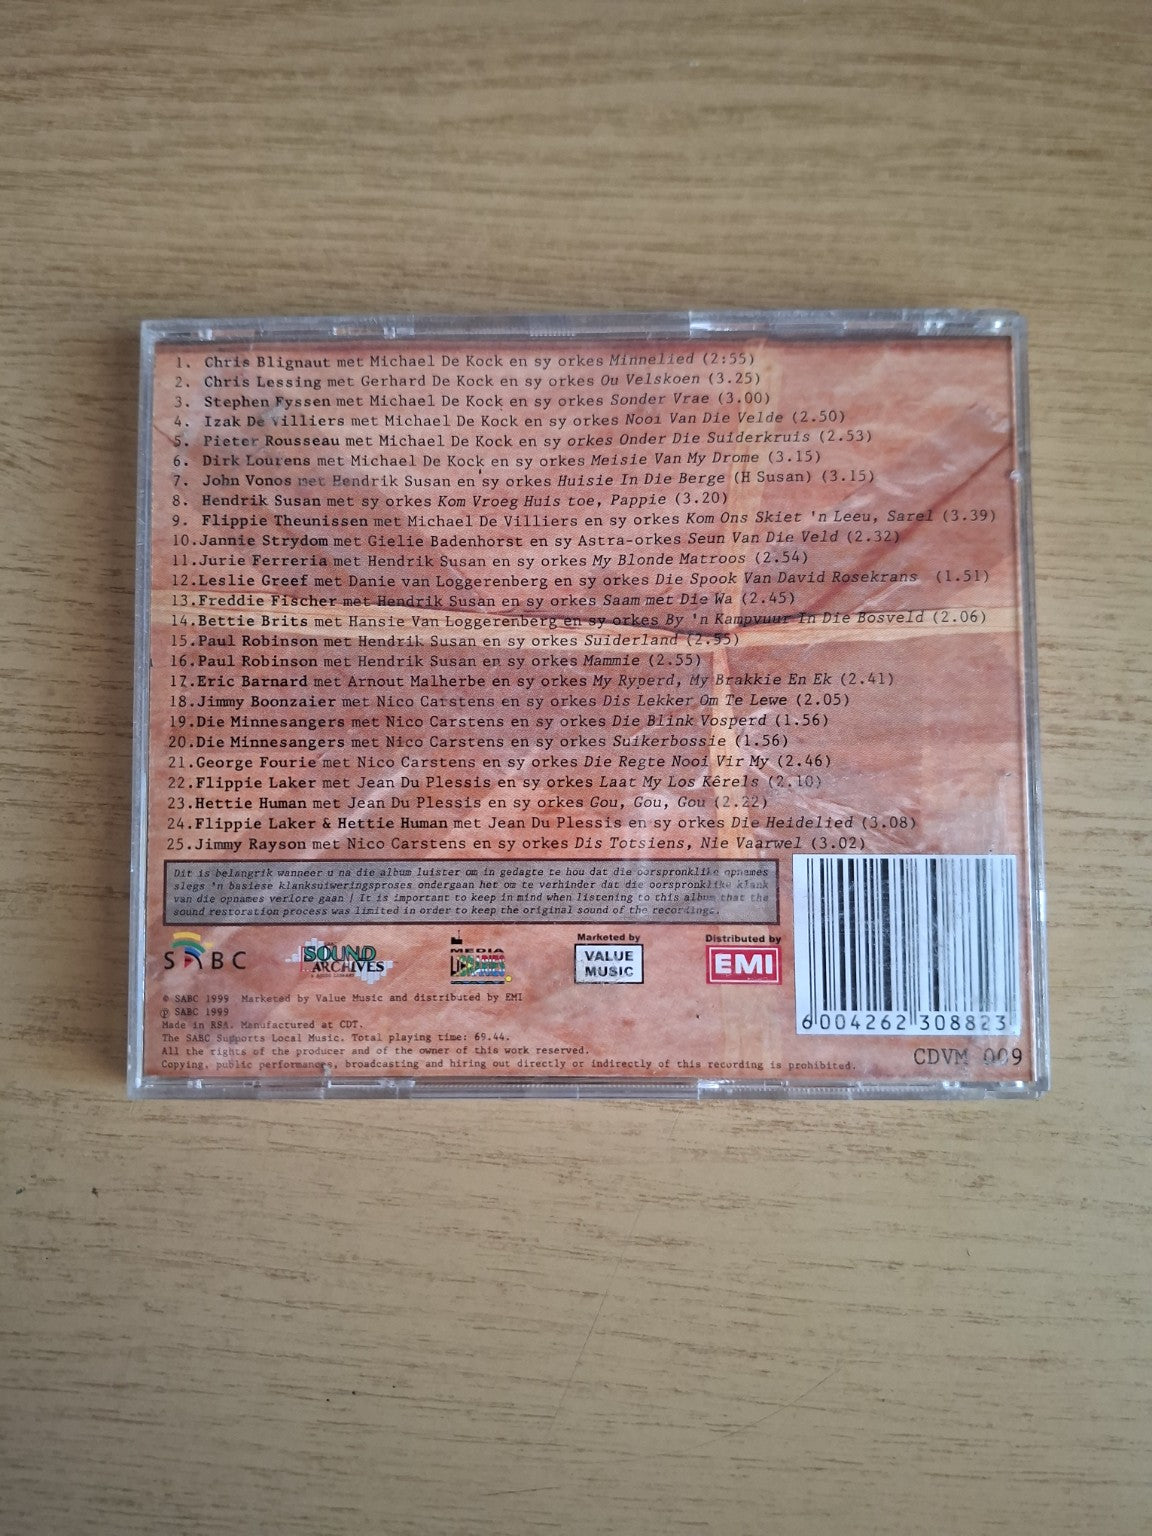 1. Chris Blignaut met Michael De Kock en sy orkes Minnelied (2:55)
2. Chris Lessing met Gerhard De Kock en sy orkes Ou Velskoen (3.25)
3. Stephen Fyssen met Michael De Kock en sy orkes Sonder Vrae (3.00)
4. Izak De Villiers met Michael De Kock en sy orkes Nooi Van Die Velde (2.50)
5. Pieter Rousseau met Michael De Kock en sy orkes Onder Die Suiderkruis (2.53)
6. Dirk Lourens met Michael De Kock en sy orkes Meisie Van My Drome (3.15)
7. John Vonos met Hendrik Susan en sy orkes Huisie In Die Berge (H Susan) (3.15)
8. Hendrik Susan met sy orkes Kom Vroeg Huis toe, Pappie (3.20)
9. Flippie Theunissen met Michael De Villiers en sy orkes Kom Ons Skiet 'n Leeu, Sarel (3.39)
10. Jannie Strydom met Gielie Badenhorst en sy Astra-orkes Seun Van Die Veld (2.32)
11. Jurie Ferreria met Hendrik Susan en sy orkes My Blonde Matroos (2.54)
12. Leslie Greef met Danie van Loggerenberg en sy orkes Die Spook Van David Rosekrans (1.51)
13. Freddie Fischer met Hendrik Susan en sy orkes Saam met Die Wa (2.45)
14. Bettie Brits met Hansie Van Loggerenberg en sy orkes By 'n Kampvuur In Die Bosveld (2.06)
15. Paul Robinson met Hendrik Susan en sy orkes Suiderland (2.55)
16. Paul Robinson met Hendrik Susan en sy orkes Mammie (2.55)
17. Eric Barnard met Arnout Malherbe en sy orkes My Ryperd, My Brakkie En Ek (2.41)
18. Jimmy Boonzaier met Nico Carstens en sy orkes Dis Lekker Om Te Lewe (2.05)
19. Die Minnesangers met Nico Carstens en sy orkes Die Blink Vosperd (1.56)
20. Die Minnesangers met Nico Carstens en sy orkes Suikerbossie (1.56)
21. George Fourie met Nico Carstens en sy orkes Die Regte Nooi Vir My (2.46)
22. Flippie Laker met Jean Du Plessis en sy orkes Laat My Los Kêrels (2.10)
23. Hettie Human met Jean Du Plessis en sy orkes Gou, Gou, Gou (2.22)
24. Flippie Laker & Hettie Human met Jean Du Plessis en sy orkes Die Heidelied (3.08)
25. Jimmy Rayson met Nico Carstens en sy orkes Dis Totsiens, Nie Vaarwel (3.02)
Dit is belangrik wanneer u na die album luister om in gedagte te hou dat die oorspronklike opnames
slegs 'n basiese klanksuiweringsproses ondergaan het om te verhinder dat die oorspronklike klank
van die opnames verlore gaan | It is important to keep in mind when listening to this album that the
sound restoration process was limited in order to keep the original sound of the recordings.
SABC
SOUND
ARCHIVES
MEDIA
LIBRARIES
Marketed by
VALUE
MUSIC
Distributed by
EMI
6 004262 308823
© SABC 1999 Marketed by Value Music and distributed by EMI
℗ SABC 1999
Made in RSA. Manufactured at CDT.
The SABC Supports Local Music. Total playing time: 69.44.
All the rights of the producer and of the owner of this work reserved.
Copying, public performances, broadcasting and hiring out directly or indirectly of this recording is prohibited.
CDVM 009